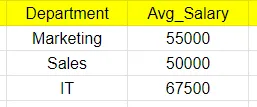 Department Avg_Salary
Marketing 55000
Sales 50000
IT 67500